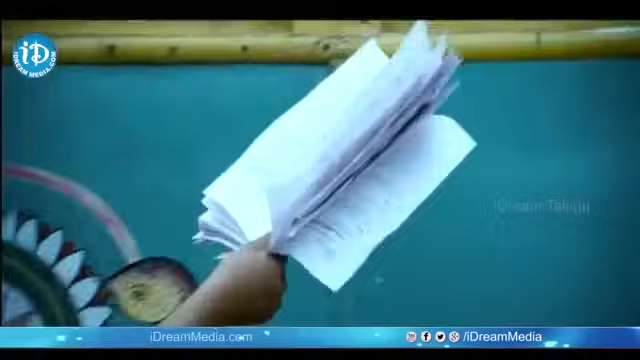 iD
iDREAM MEDIA.COM
iDream Telugu
iDreamMedia.com
/iDreamMedia